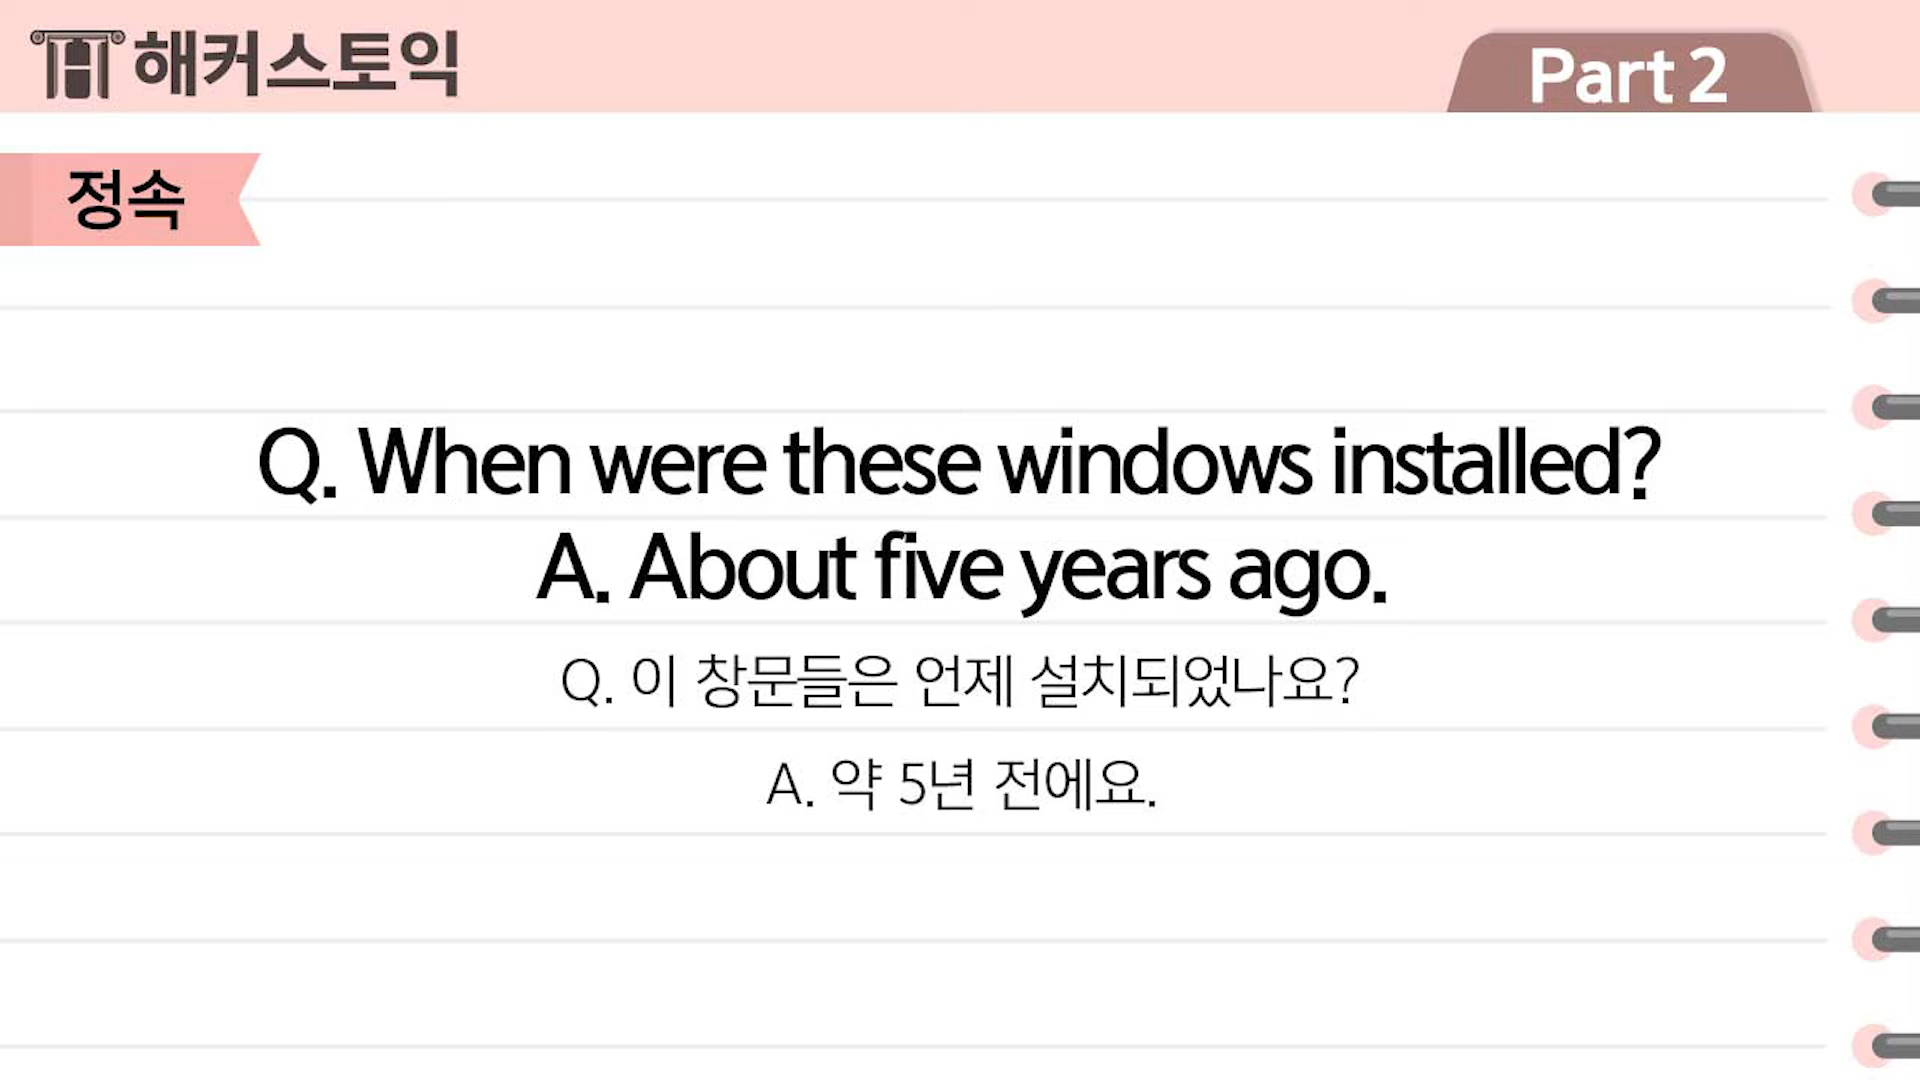 해커스토익
Part 2
정속
Q. When were these windows installed?
A. About five years ago.
Q. 이 창문들은 언제 설치되었나요?
A. 약 5년 전에요.